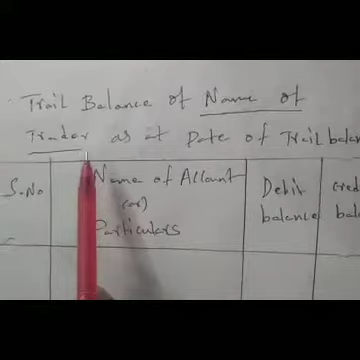 Trail Balance of Name of
Trader as at Date of Trail balan
S.No
Name of Account
(or)
Particulars
Debit
balance
cred
bala